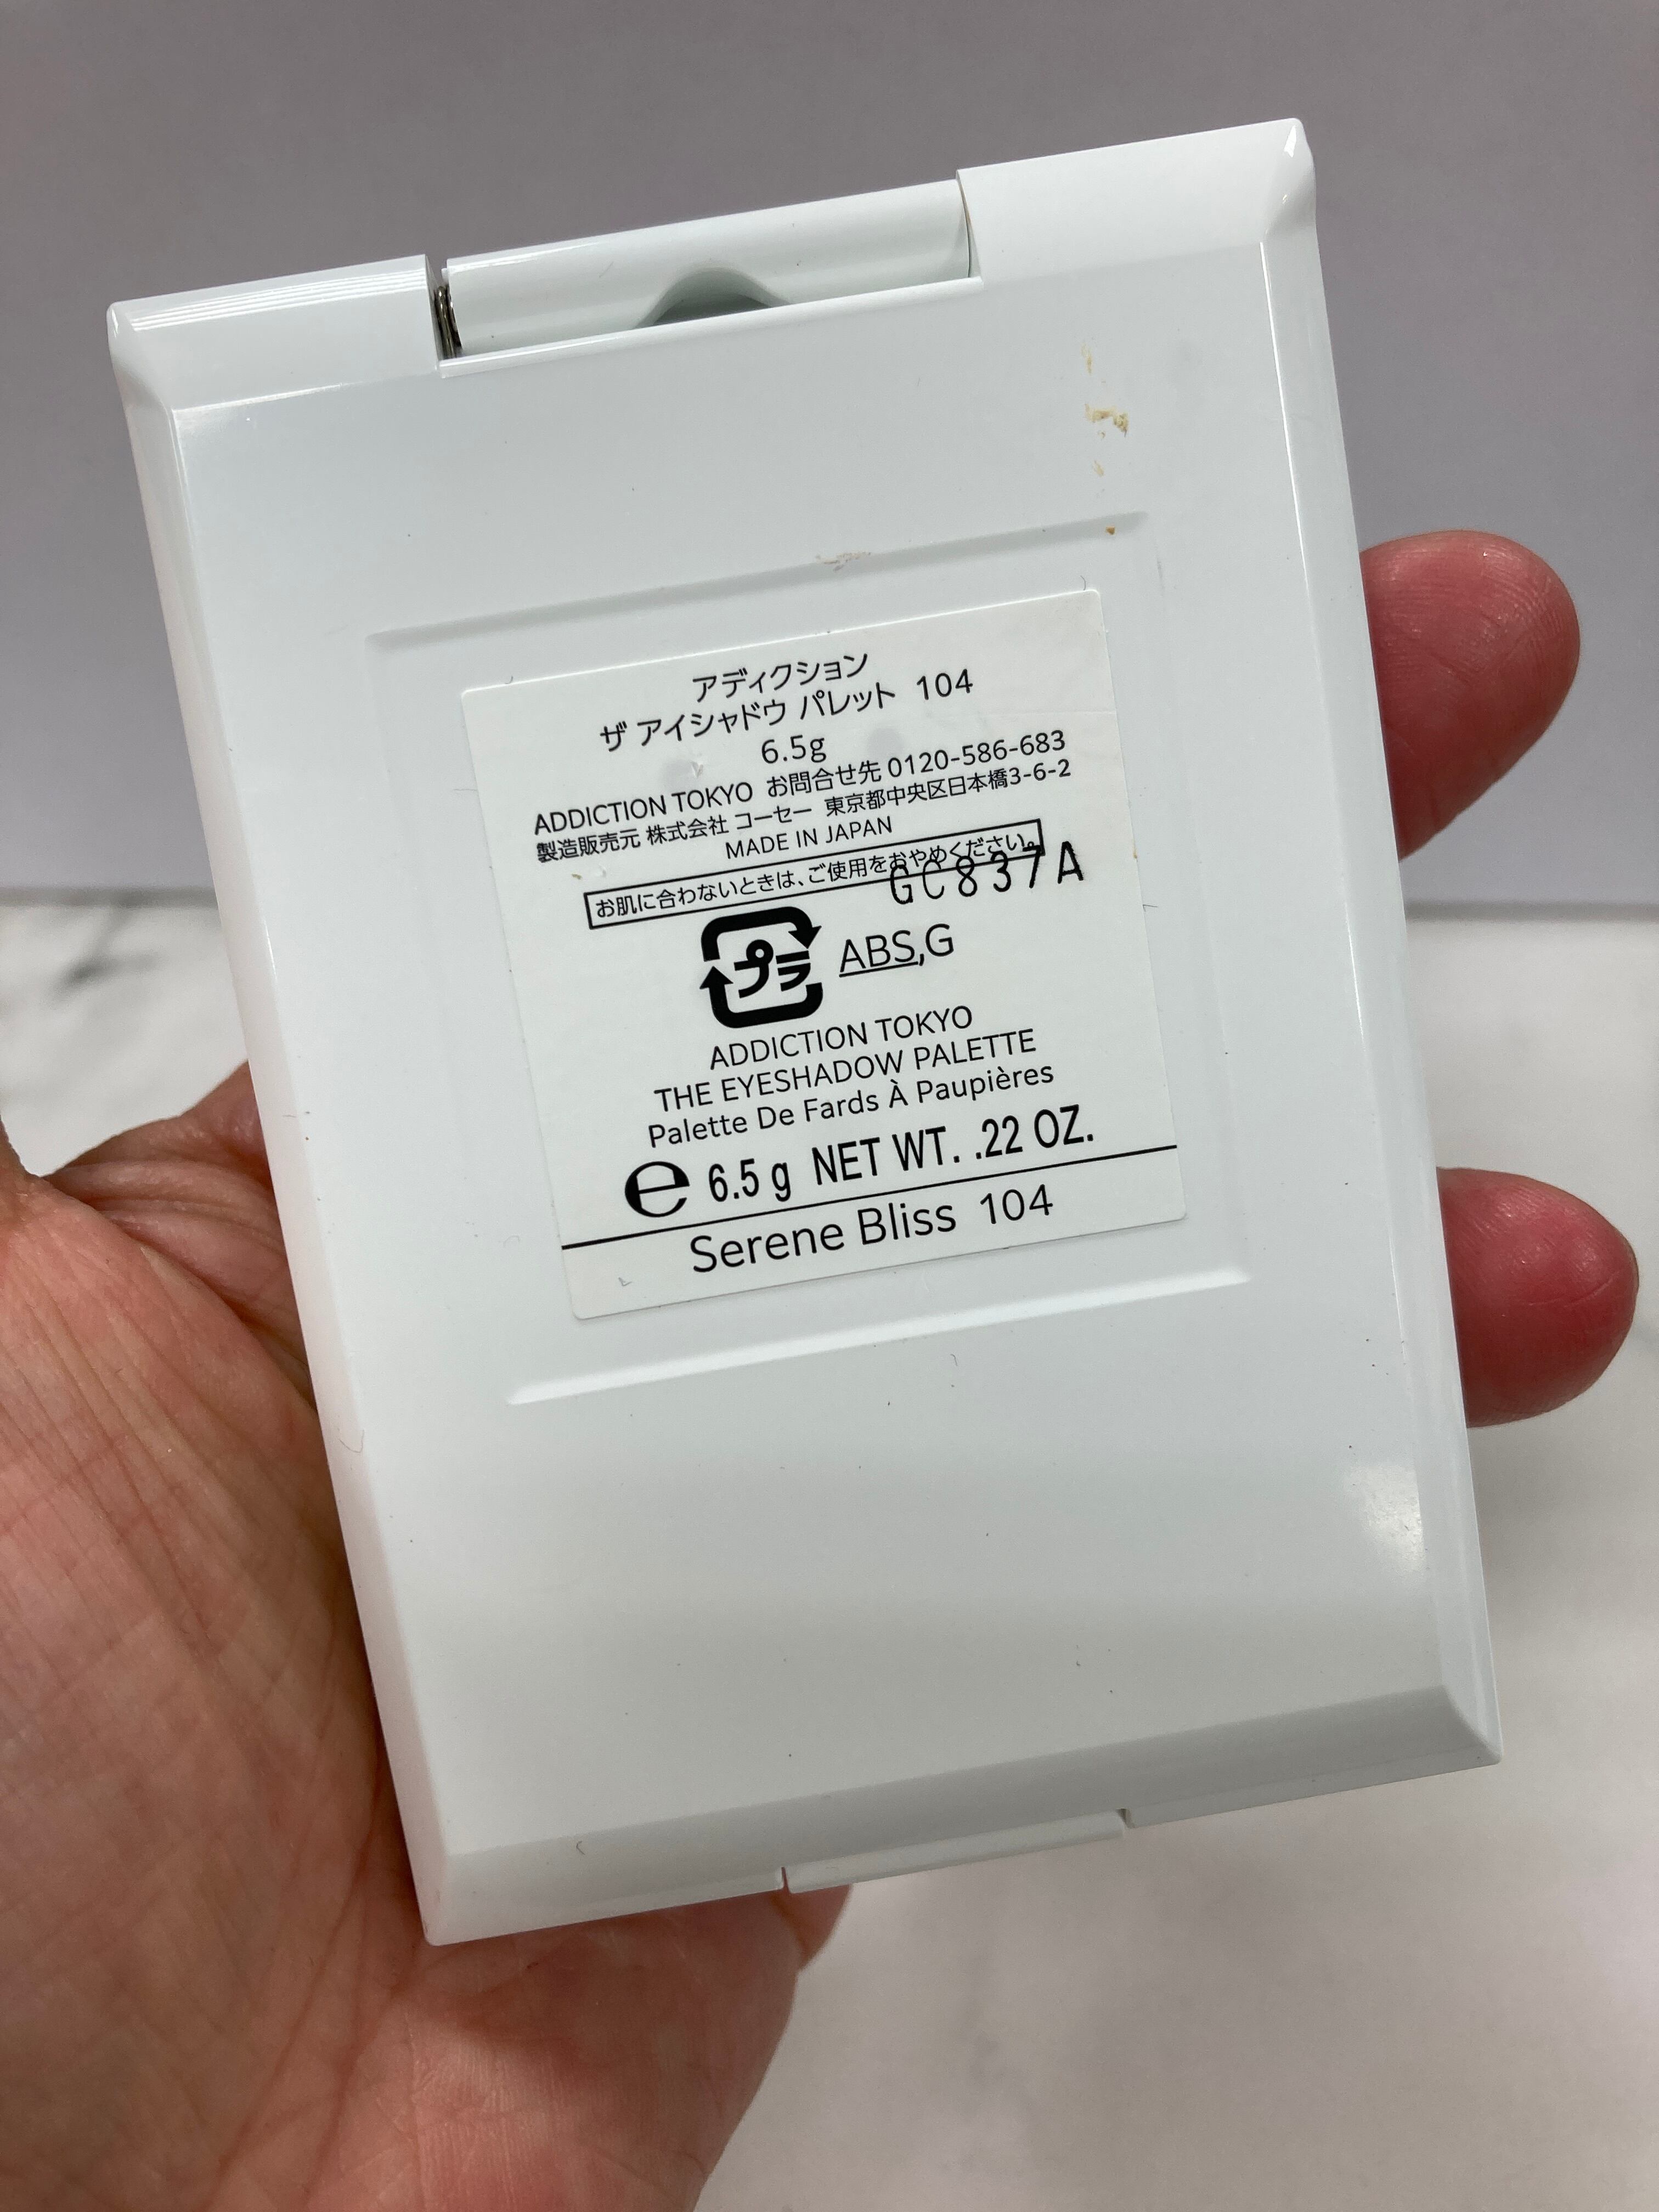 アディクション
ザ アイシャドウ パレット 104
6.5g
ADDICTION TOKYO お問合せ先 0120-586-683
製造販売元 株式会社 コーセー 東京都中央区日本橋3-6-2
MADE IN JAPAN
お肌に合わないときは、ご使用をおやめください。
GC837A
プラ ABS,G
ADDICTION TOKYO
THE EYESHADOW PALETTE
Palette De Fards À Paupières
℮ 6.5 g NET WT. .22 OZ.
Serene Bliss 104